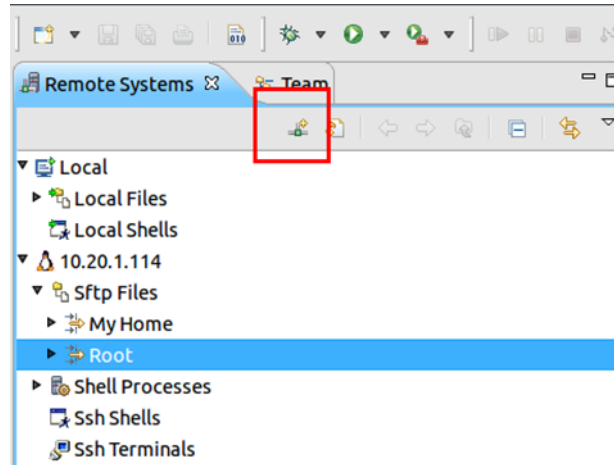 010
Remote Systems Team
Local
Local Files
Local Shells
10.20.1.114
Sftp Files
My Home
Root
Shell Processes
Ssh Shells
Ssh Terminals